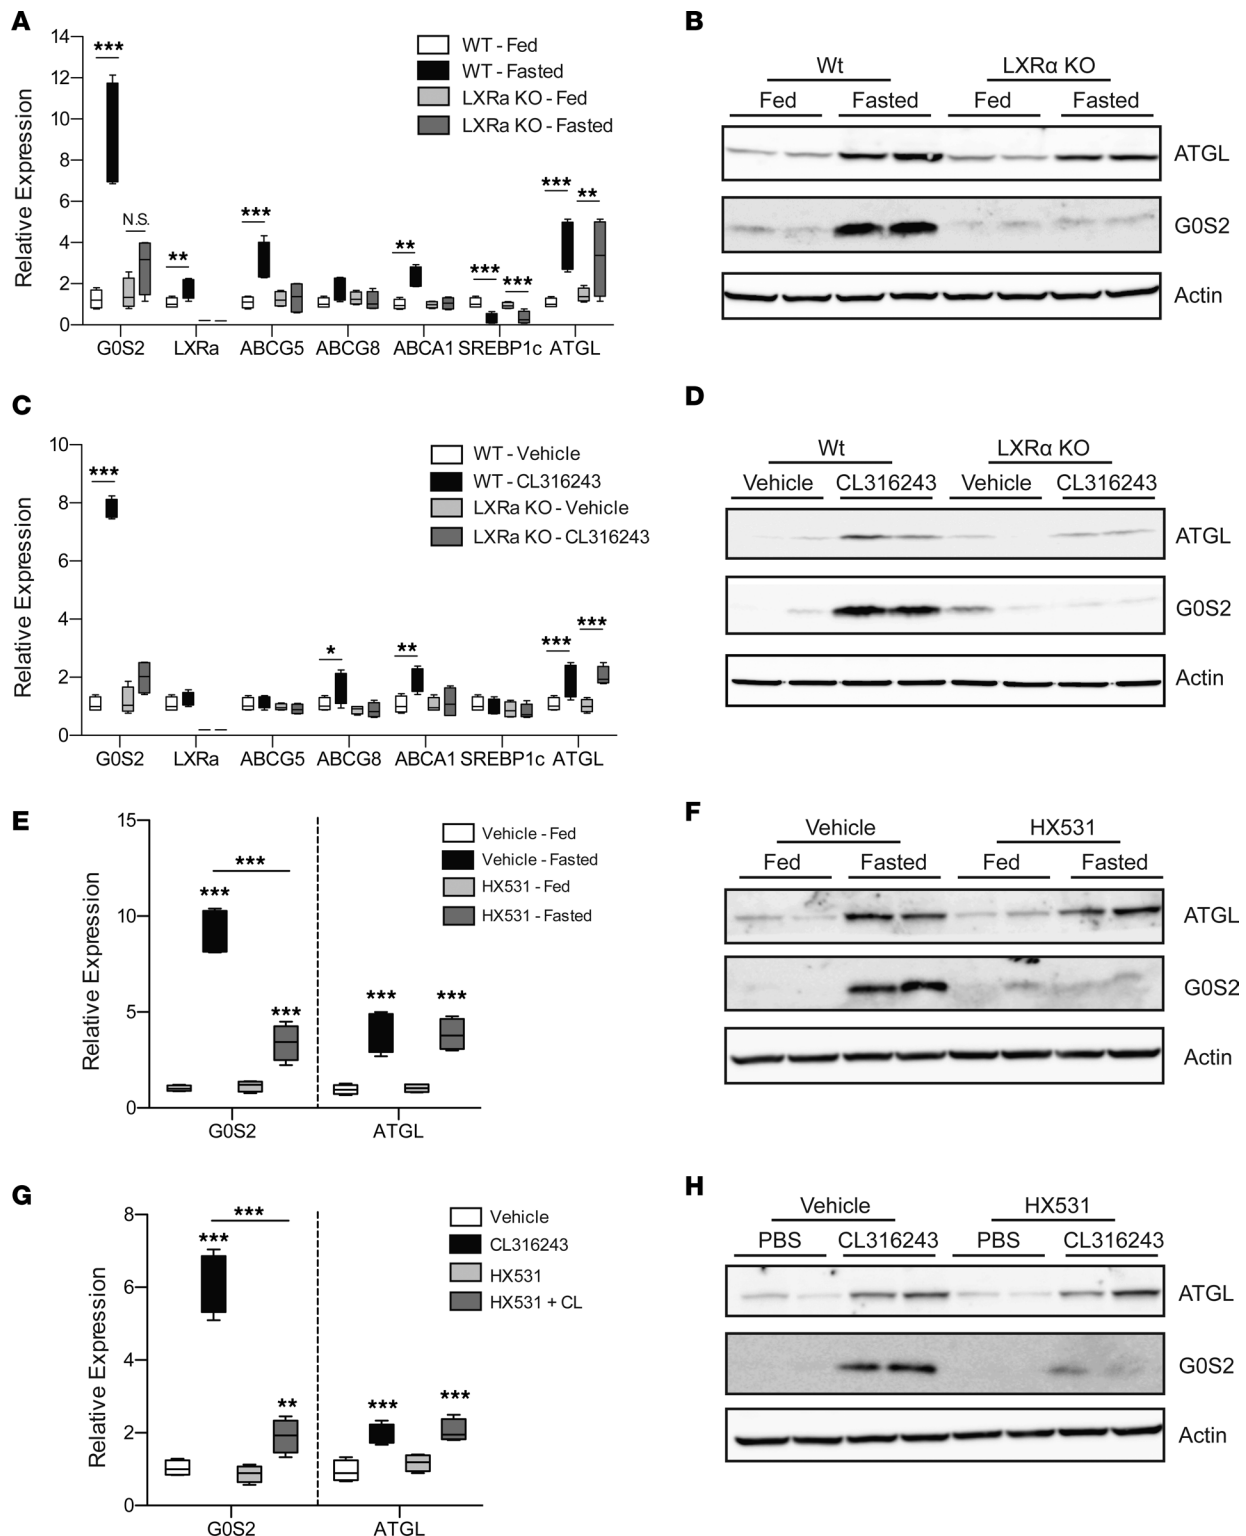 A
14
12
10
8
6
4
2
0
Relative Expression
WT - Fed
WT - Fasted
LXRa KO - Fed
LXRa KO - Fasted
***
N.S.
**
***
**
***
***
***
**
G0S2 LXRa ABCG5 ABCG8 ABCA1 SREBP1c ATGL
B
Wt LXRα KO
Fed Fasted Fed Fasted
ATGL
G0S2
Actin
C
10
8
6
4
2
0
Relative Expression
WT - Vehicle
WT - CL316243
LXRa KO - Vehicle
LXRa KO - CL316243
***
*
**
***
***
G0S2 LXRa ABCG5 ABCG8 ABCA1 SREBP1c ATGL
D
Wt LXRα KO
Vehicle CL316243 Vehicle CL316243
ATGL
G0S2
Actin
E
15
10
5
0
Relative Expression
Vehicle - Fed
Vehicle - Fasted
HX531 - Fed
HX531 - Fasted
***
***
***
***
***
G0S2 ATGL
F
Vehicle HX531
Fed Fasted Fed Fasted
ATGL
G0S2
Actin
G
8
6
4
2
0
Relative Expression
Vehicle
CL316243
HX531
HX531 + CL
***
***
**
***
***
G0S2 ATGL
H
Vehicle HX531
PBS CL316243 PBS CL316243
ATGL
G0S2
Actin